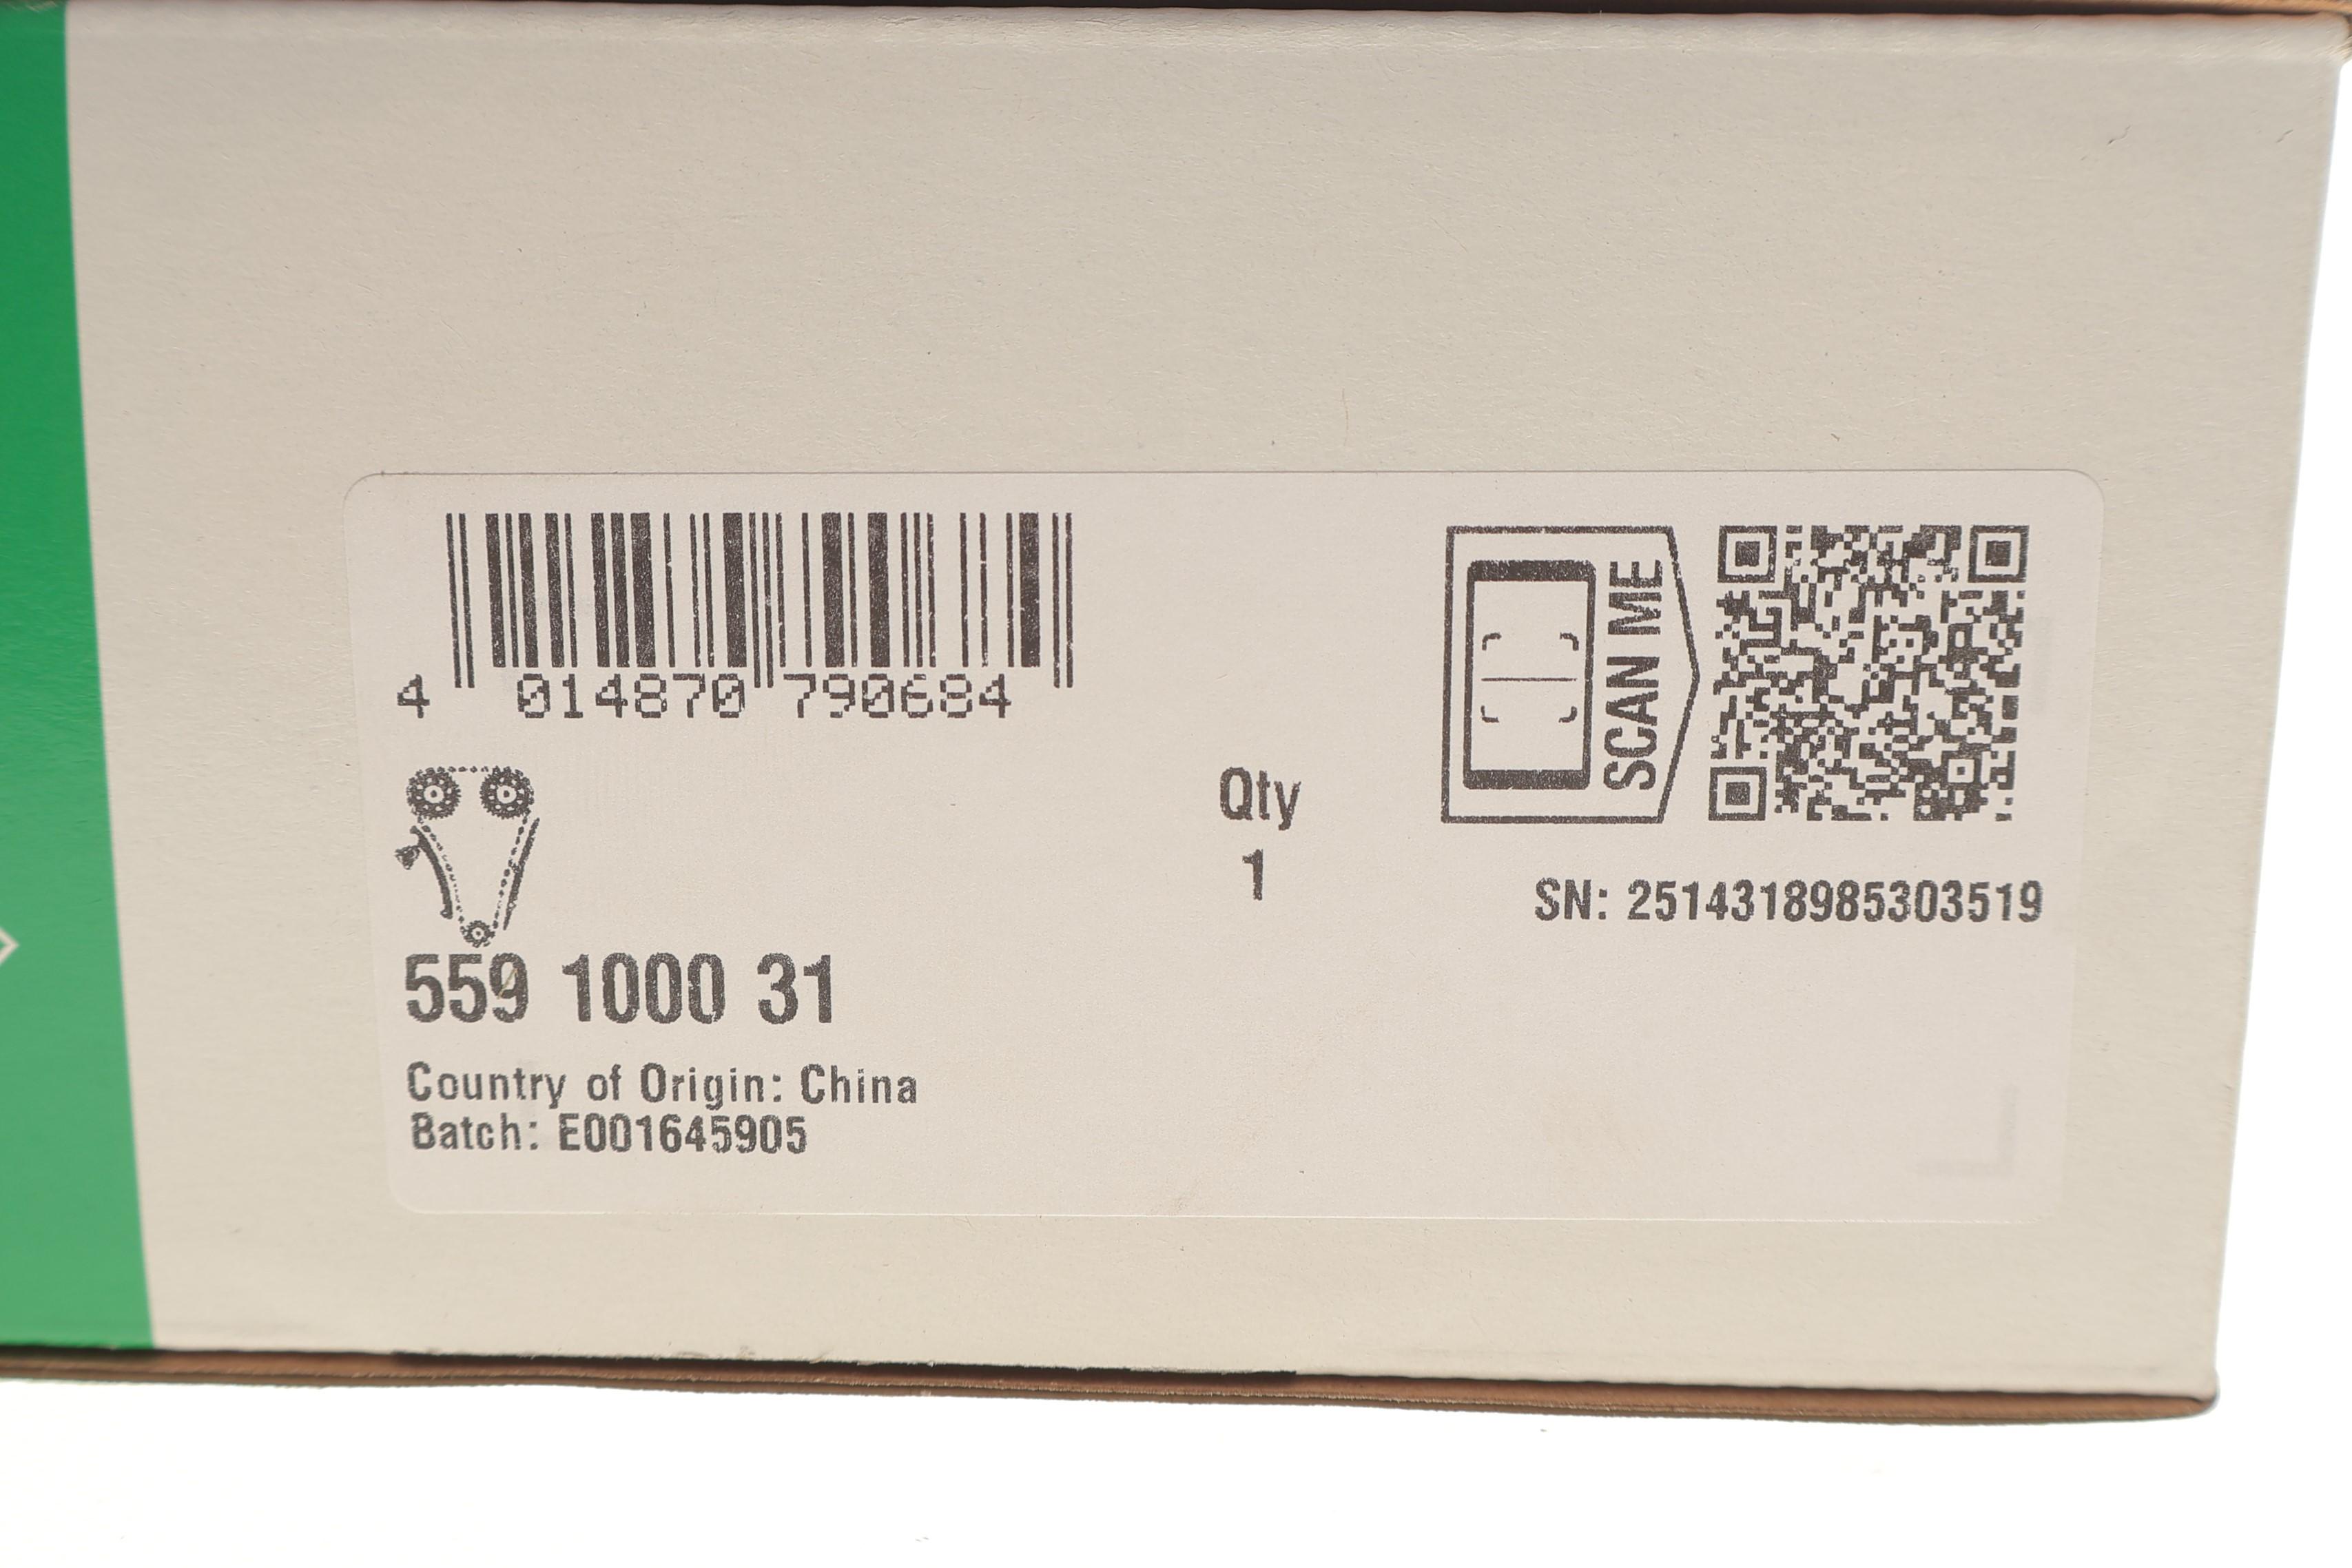 4 014870 790684
SCAN ME
Qty
1
SN: 2514318985303519
559 1000 31
Country of Origin: China
Batch: E001645905